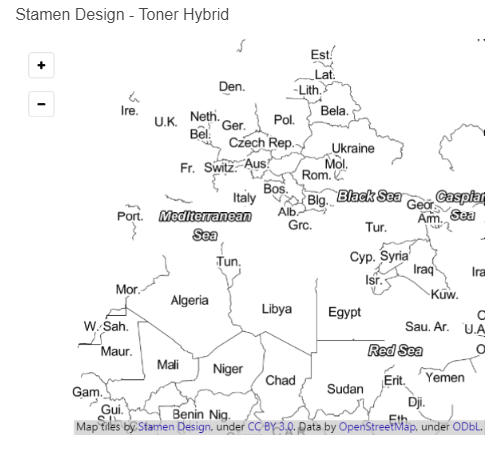 Stamen Design - Toner Hybrid
+
−
Est.
Lat.
Lith.
Den.
Ire.
U.K.
Neth.
Ger.
Pol.
Bela.
Bel.
Czech Rep.
Ukraine
Fr.
Switz.
Aus.
Mol.
Rom.
Italy
Bos.
Blg.
Black Sea
Geor.
Caspian
Sea
Port.
Mediterranean
Sea
Alb.
Grc.
Tur.
Arm.
Tun.
Cyp.
Syria
Isr.
Iraq
Kuw.
Mor.
Algeria
Libya
Egypt
W. Sah.
Sau. Ar.
U.A
Maur.
Mali
Niger
Chad
Red Sea
Sudan
Erit.
Yemen
Gam.
Gui.
Benin
Nig.
Dji.
Eth.
Map tiles by Stamen Design, under CC BY 3.0. Data by OpenStreetMap, under ODbL.